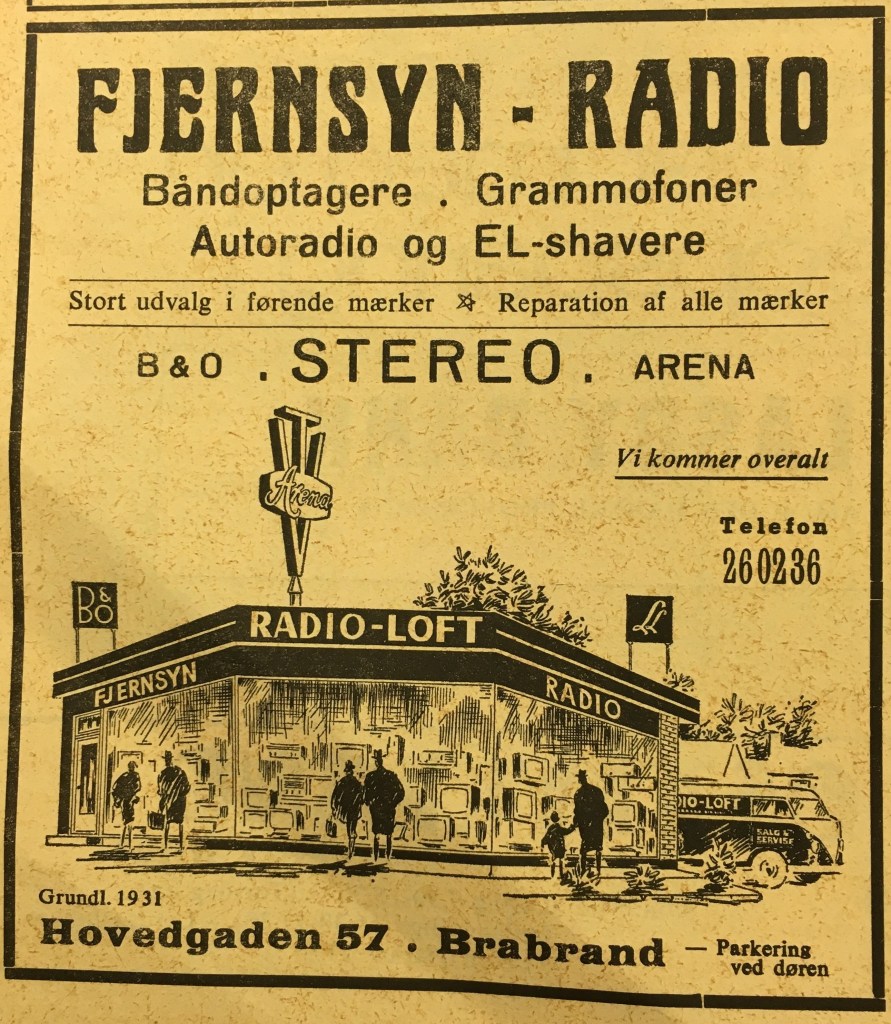 FJERNSYN - RADIO
Båndoptagere . Grammofoner
Autoradio og EL-shavere
Stort udvalg i førende mærker ☆ Reparation af alle mærker
B & O . STEREO . ARENA
Vi kommer overalt
Telefon
260236
Arena
B&O
RADIO-LOFT
LL
FJERNSYN
RADIO
DIO-LOFT
SALG &
SERVISE
Grundl. 1931
Hovedgaden 57 . Brabrand — Parkering
ved døren